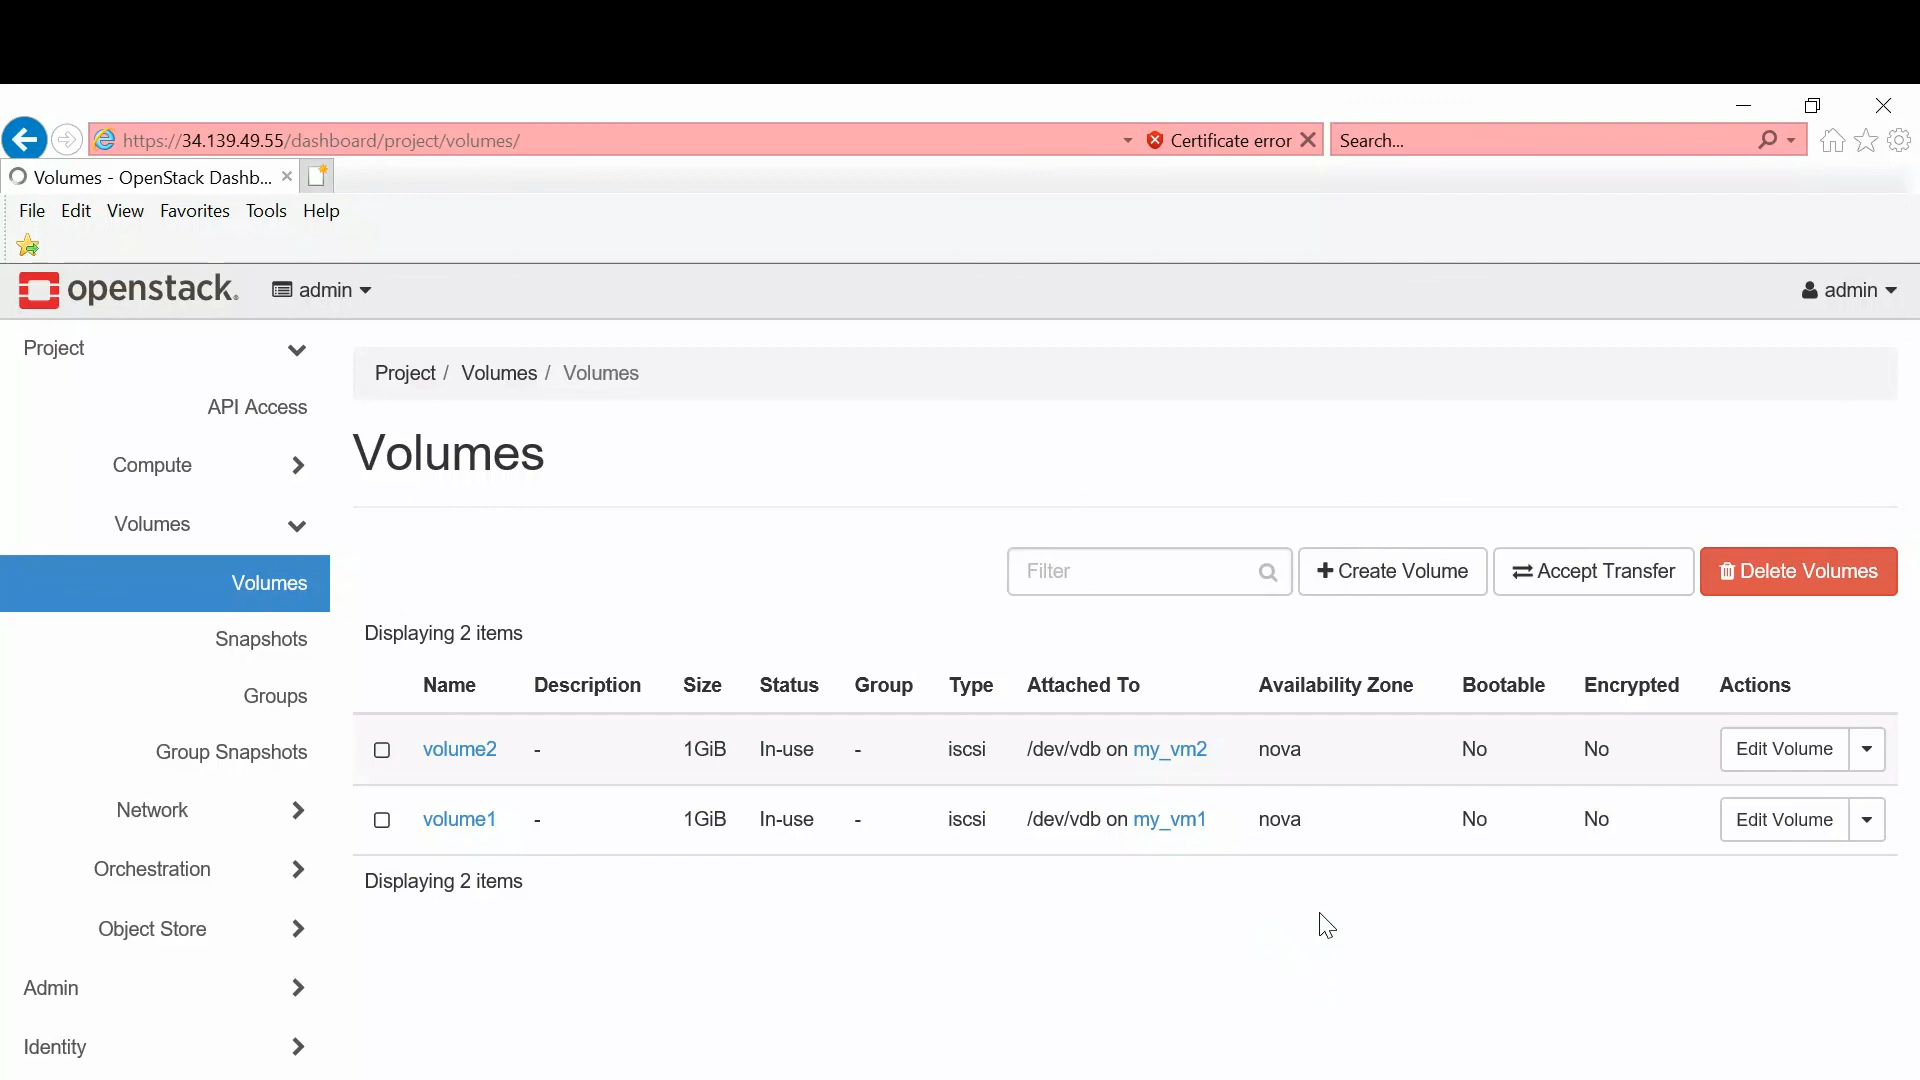 https://34.139.49.55/dashboard/project/volumes/ Certificate error Search...
Volumes - OpenStack Dashb...
File Edit View Favorites Tools Help
openstack. admin admin
Project
API Access
Compute
Volumes
Volumes
Snapshots
Groups
Group Snapshots
Network
Orchestration
Object Store
Admin
Identity
Project / Volumes / Volumes
Volumes
Filter Create Volume Accept Transfer Delete Volumes
Displaying 2 items
Name Description Size Status Group Type Attached To Availability Zone Bootable Encrypted Actions
volume2 - 1GiB In-use - iscsi /dev/vdb on my_vm2 nova No No Edit Volume
volume1 - 1GiB In-use - iscsi /dev/vdb on my_vm1 nova No No Edit Volume
Displaying 2 items